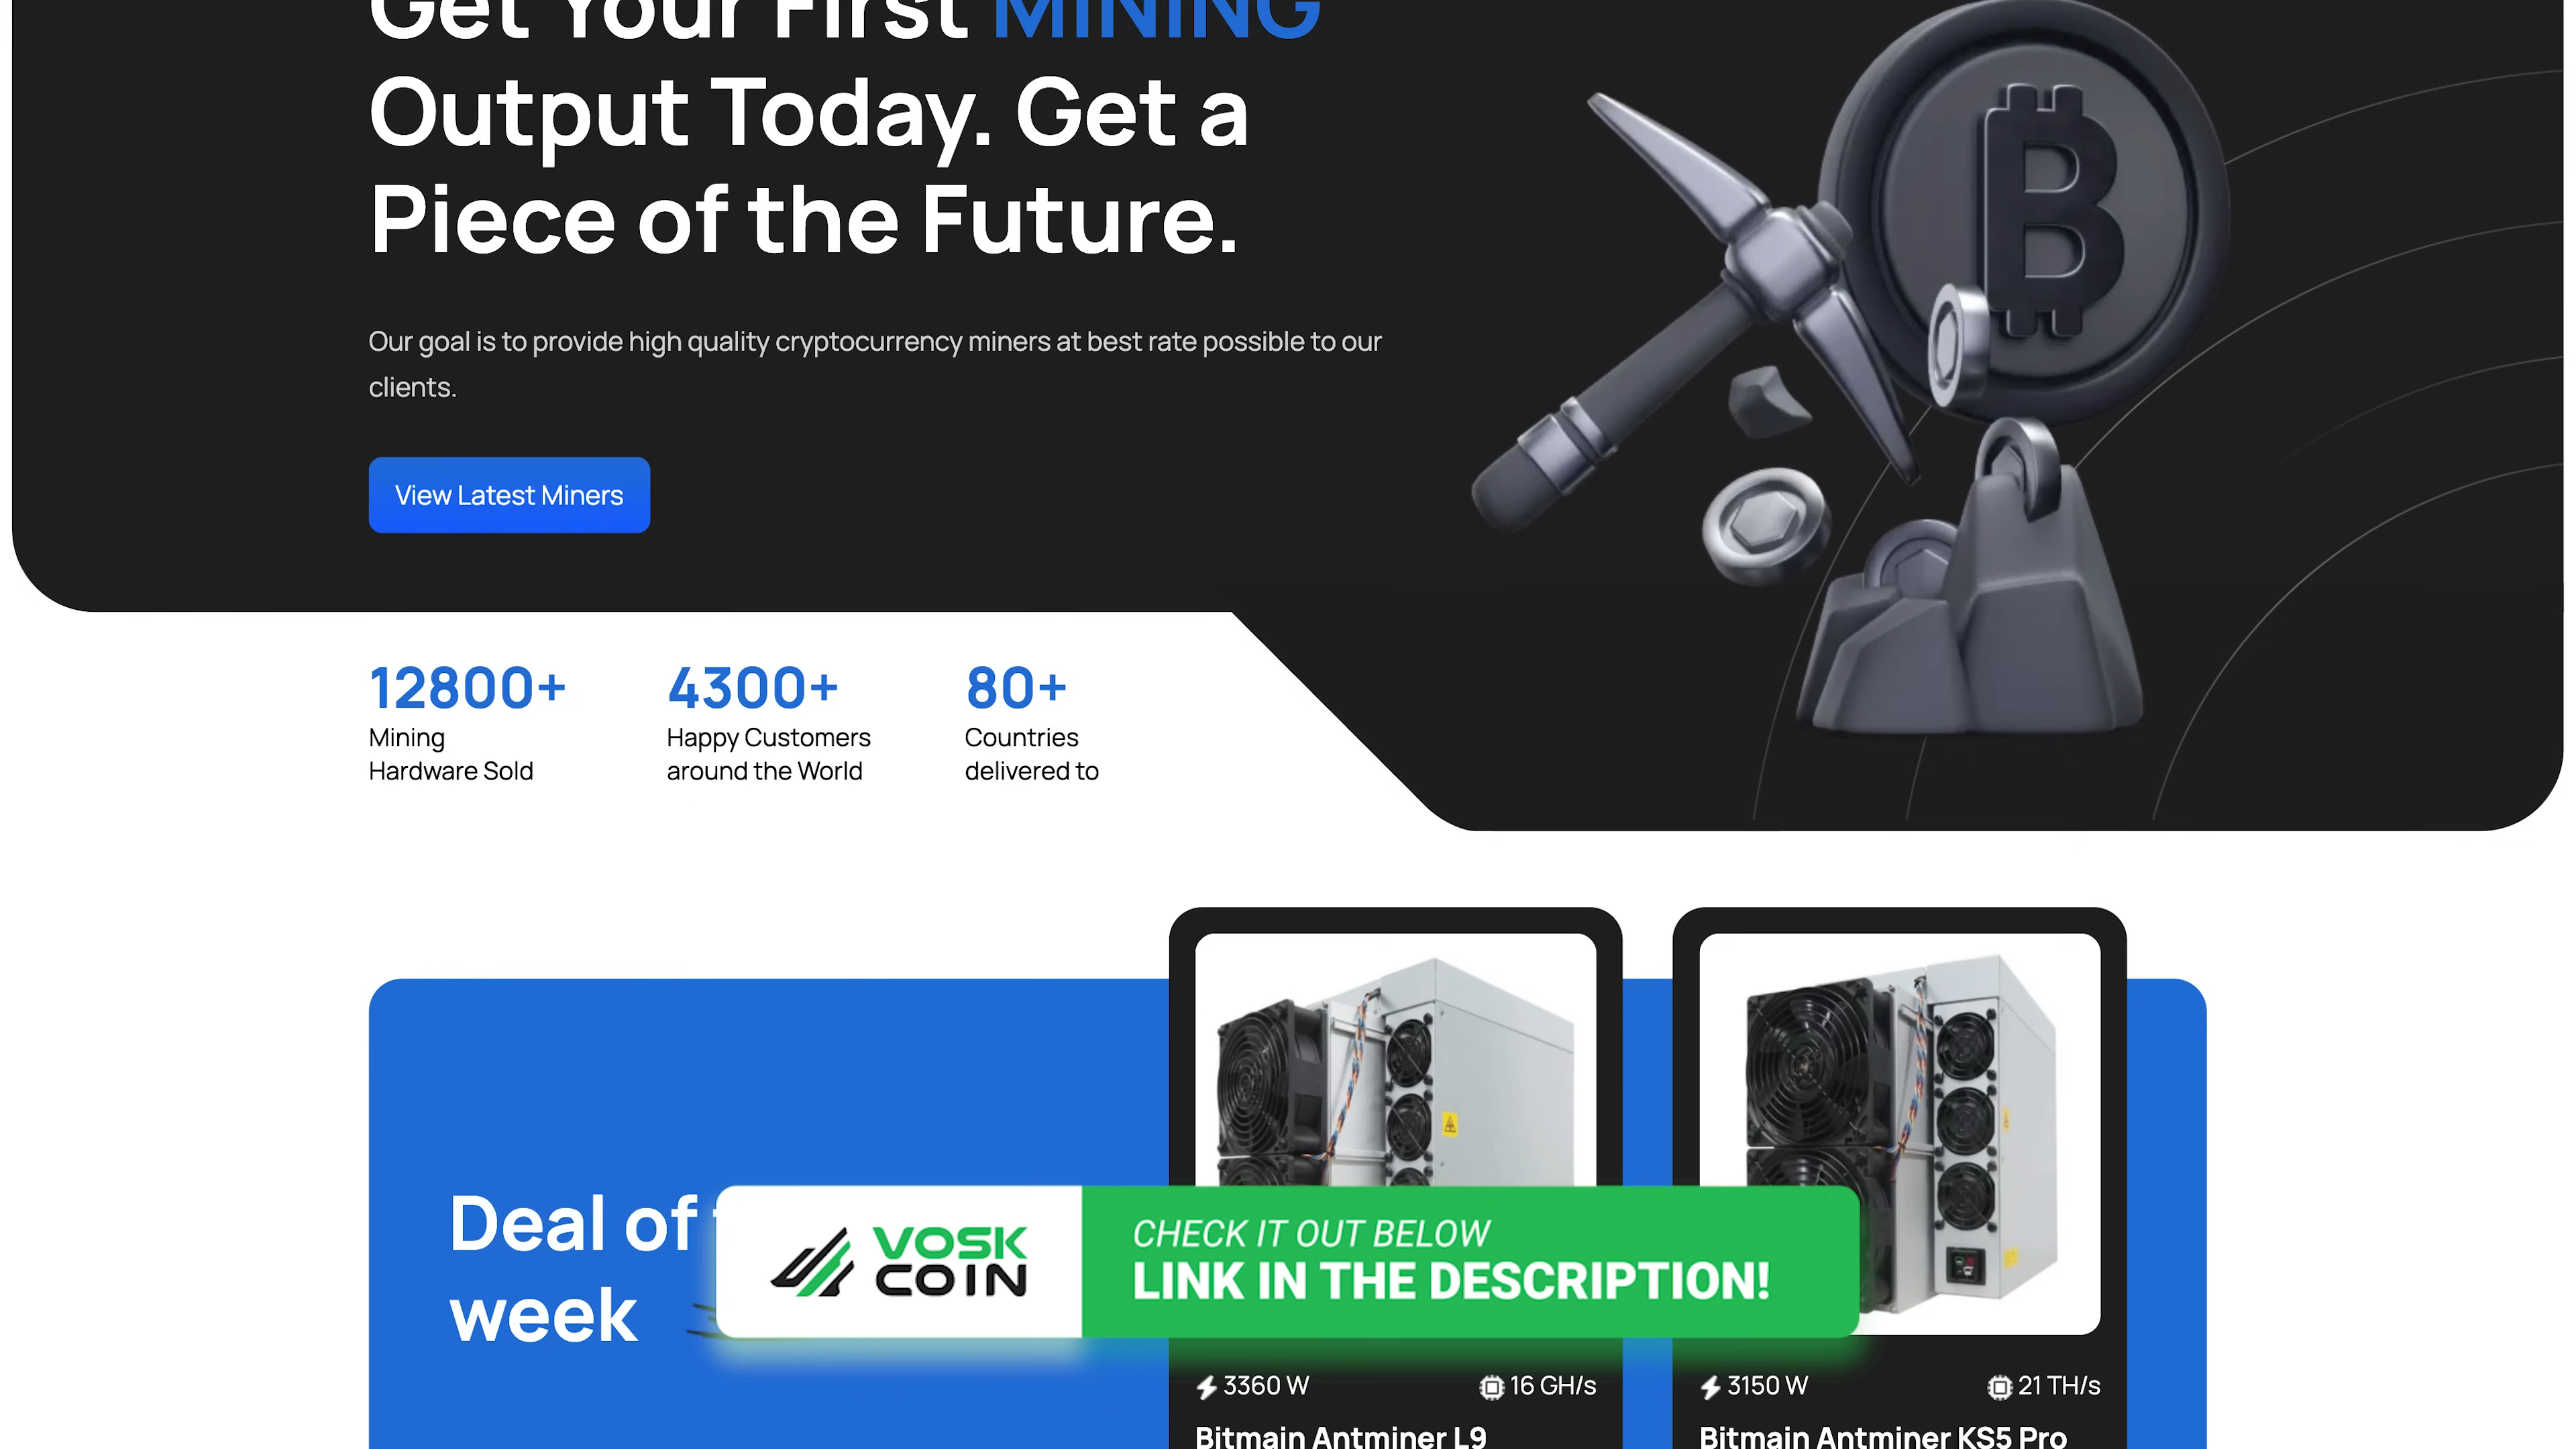 Get Your First MINING
Output Today. Get a
Piece of the Future.
Our goal is to provide high quality cryptocurrency miners at best rate possible to our
clients.
View Latest Miners
12800+
Mining
Hardware Sold
4300+
Happy Customers
around the World
80+
Countries
delivered to
Deal of
week
VOSK
COIN
CHECK IT OUT BELOW
LINK IN THE DESCRIPTION!
3360 W
16 GH/s
Bitmain Antminer L9
3150 W
21 TH/s
Bitmain Antminer KS5 Pro